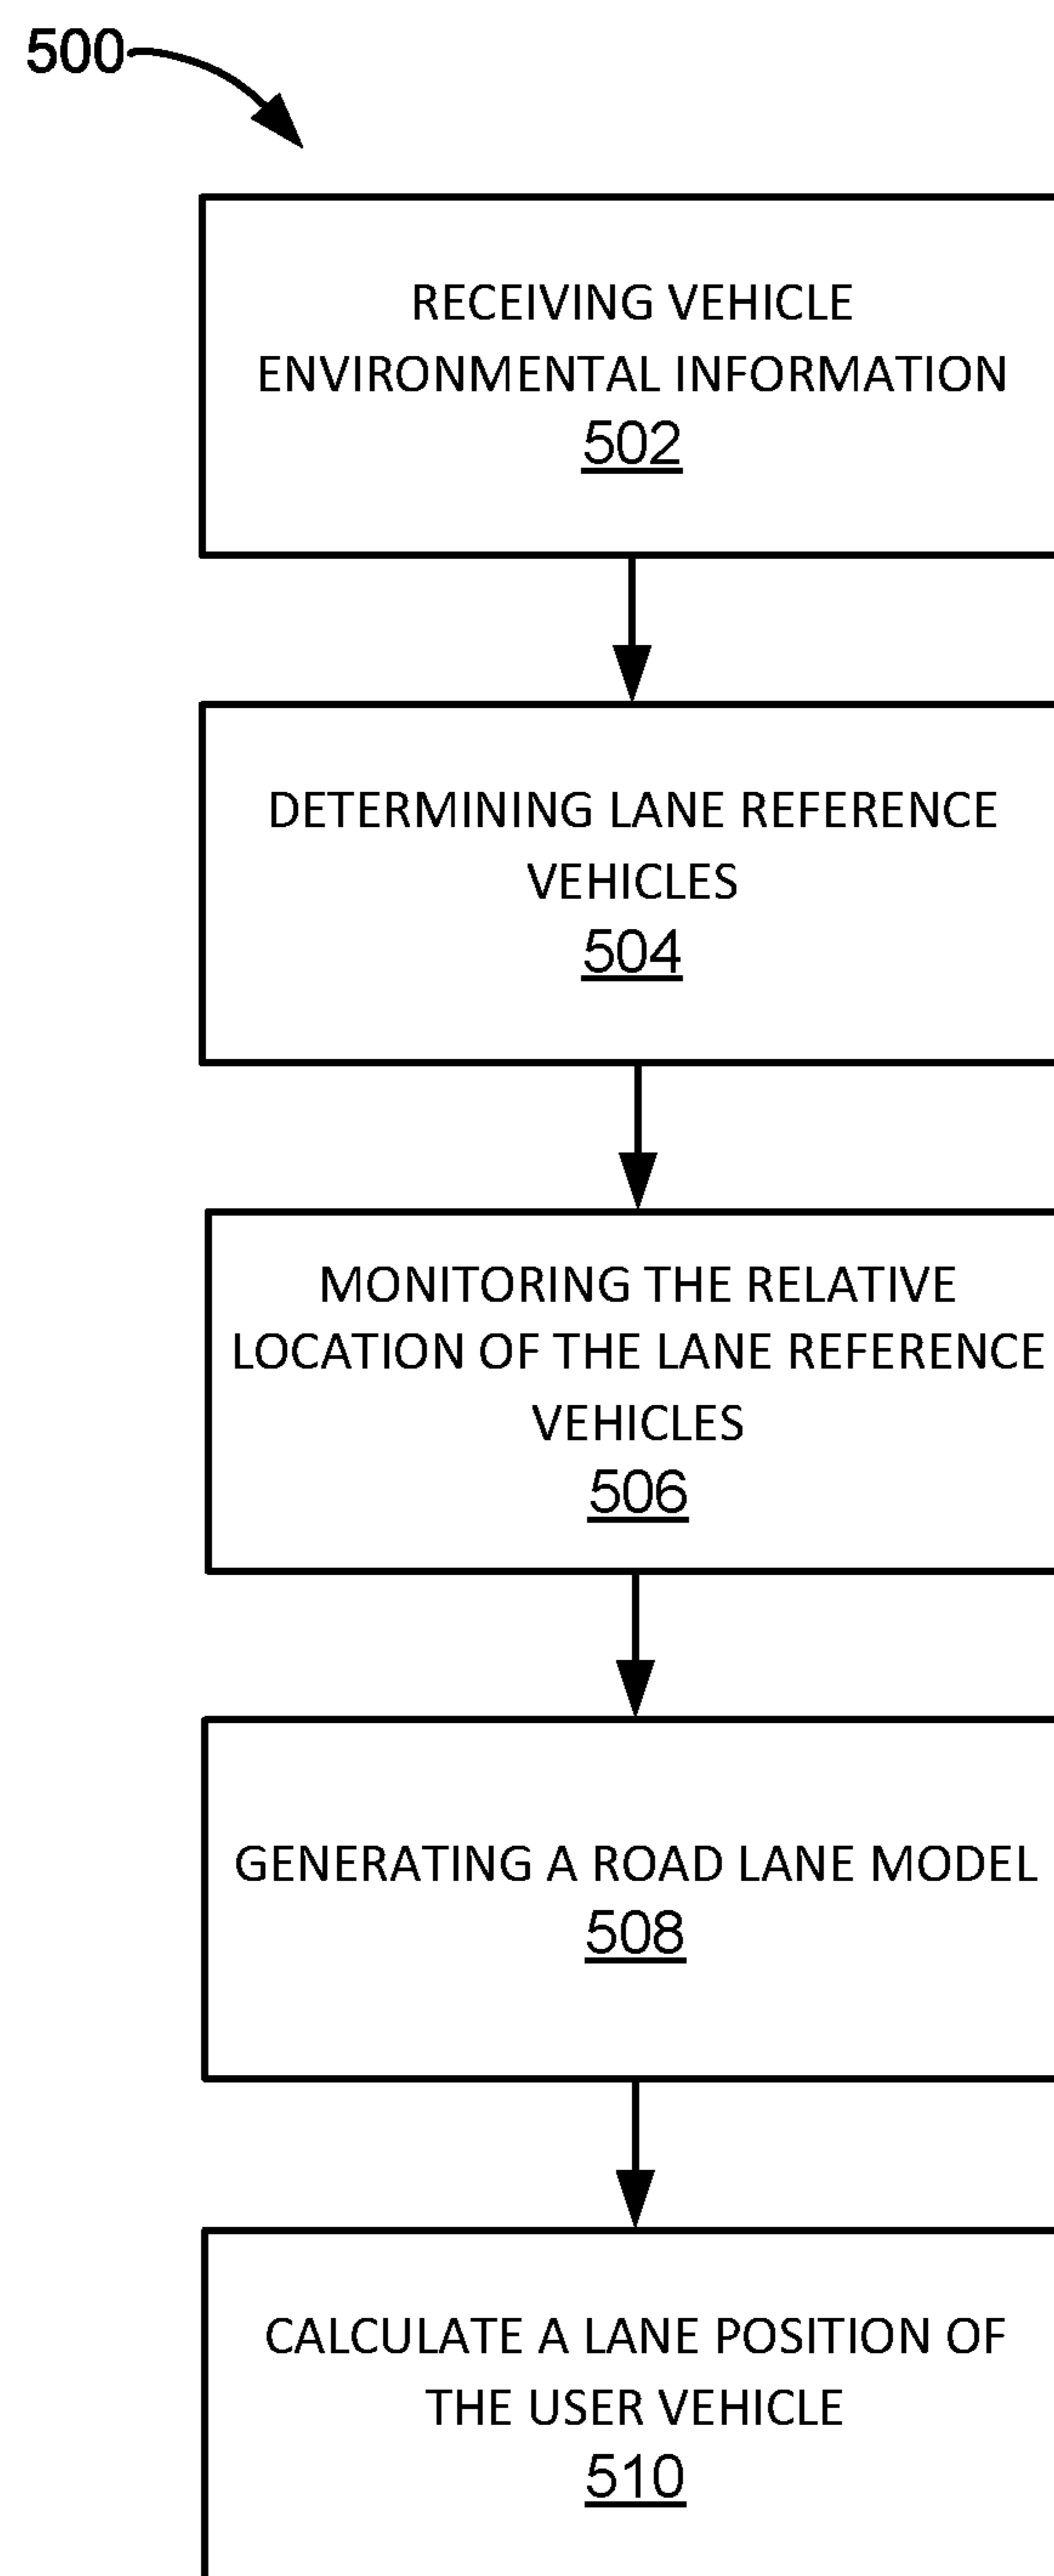 500
RECEIVING VEHICLE
ENVIRONMENTAL INFORMATION
502
DETERMINING LANE REFERENCE
VEHICLES
504
MONITORING THE RELATIVE
LOCATION OF THE LANE REFERENCE
VEHICLES
506
GENERATING A ROAD LANE MODEL
508
CALCULATE A LANE POSITION OF
THE USER VEHICLE
510